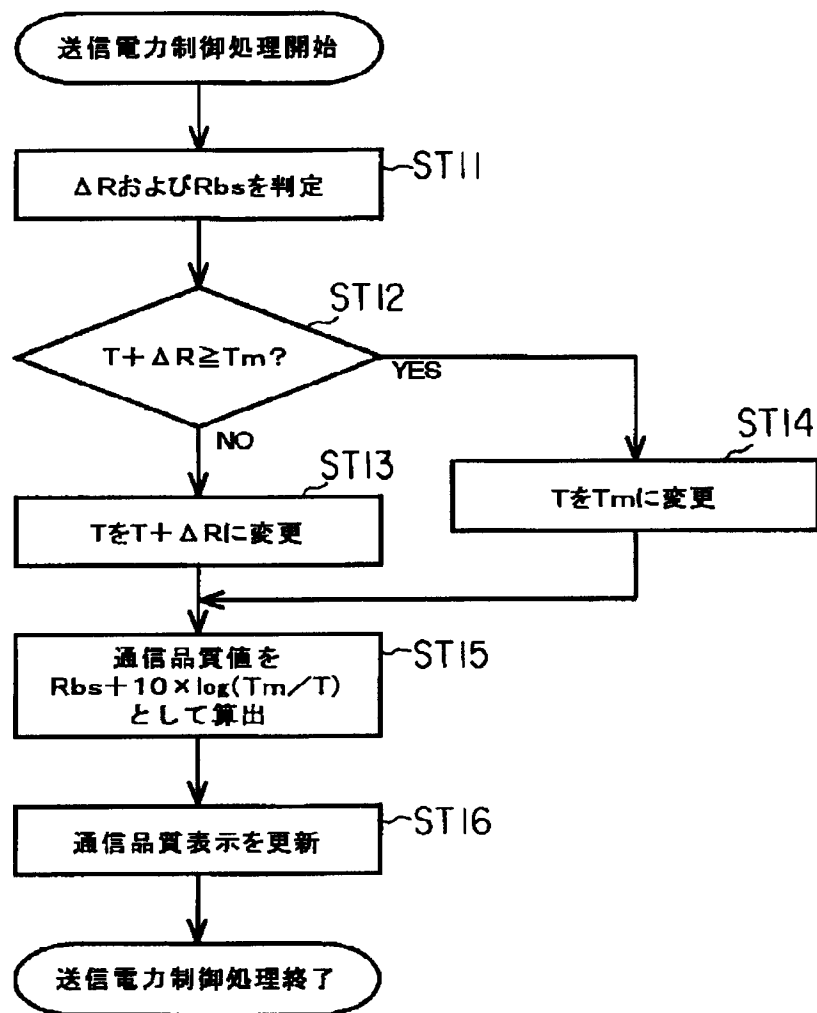 送信電力制御処理開始
ΔRおよびRbsを判定
ST11
ST12
T+ΔR≧Tm?
YES
NO
ST13
TをT+ΔRに変更
ST14
TをTmに変更
通信品質値を
Rbs+10×log(Tm/T)
として算出
ST15
通信品質表示を更新
ST16
送信電力制御処理終了